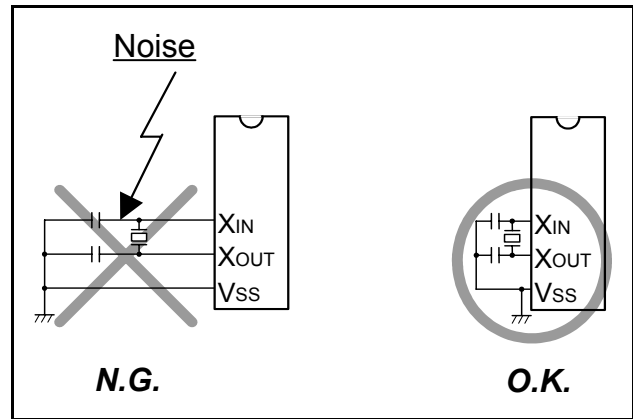 Noise
XIN
XOUT
VSS
N.G.
XIN
XOUT
VSS
O.K.